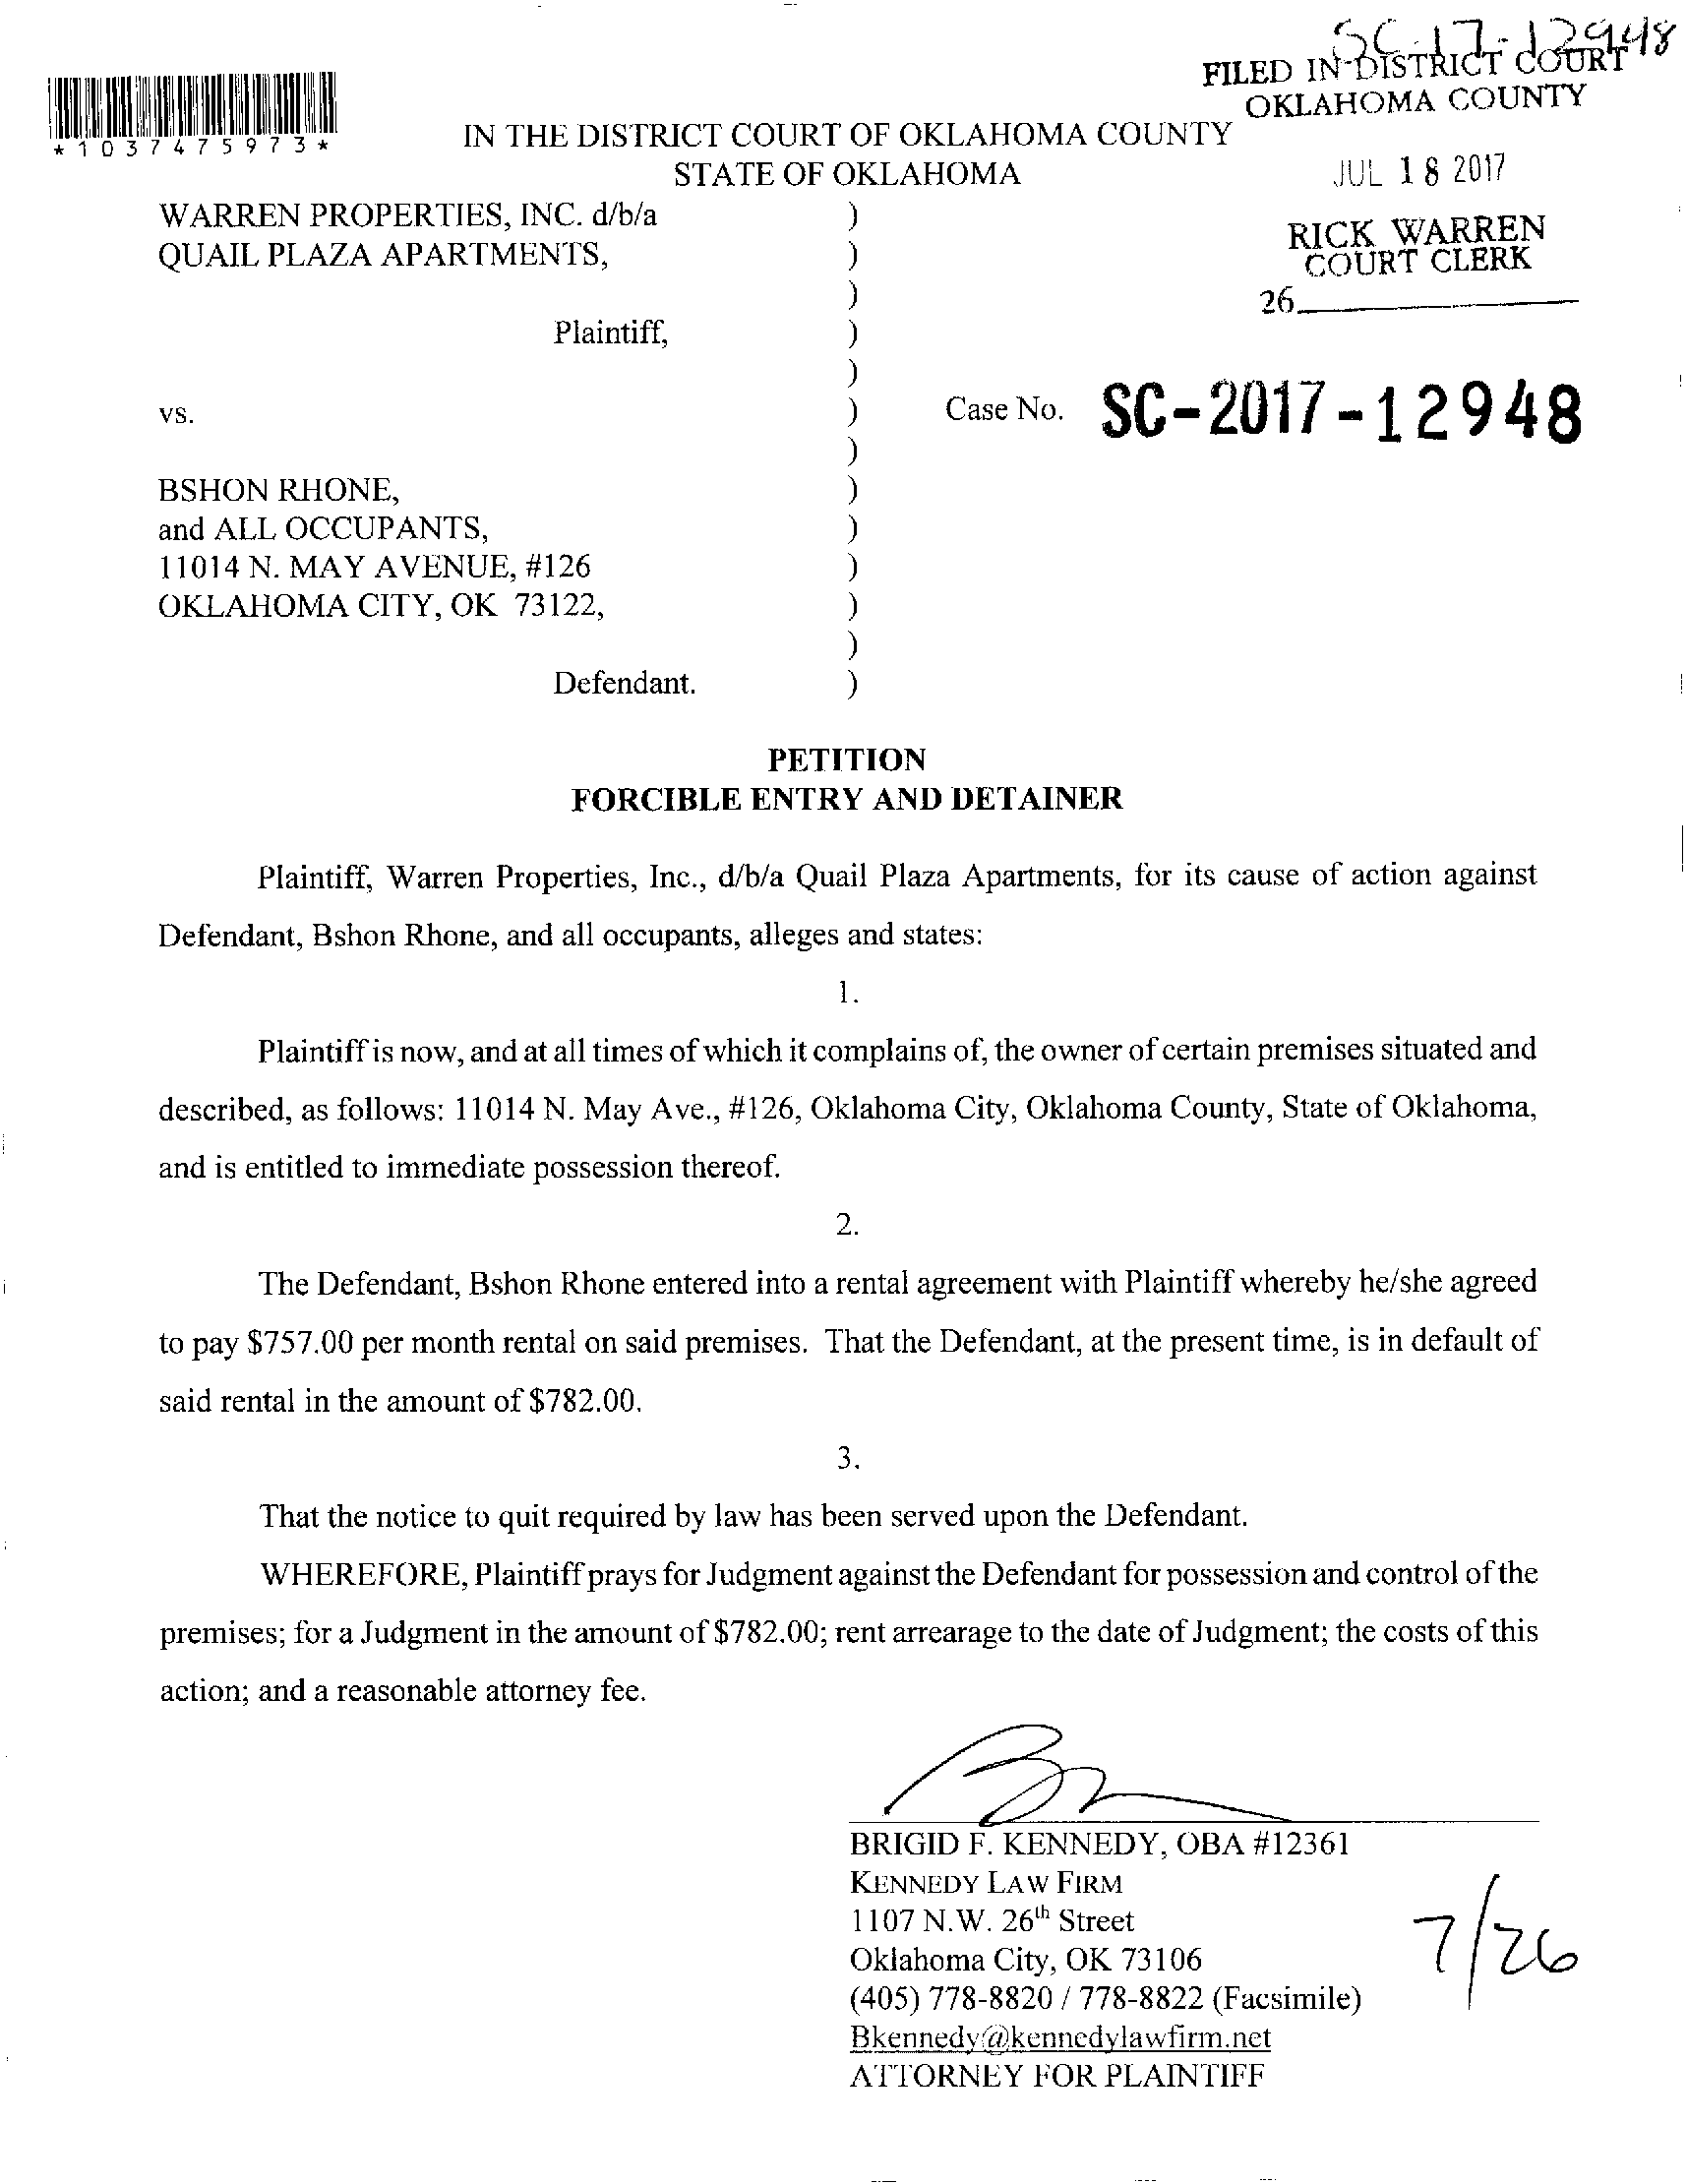 SC-17-12948
FILED IN DISTRICT COURT
OKLAHOMA COUNTY
*1037475973*
IN THE DISTRICT COURT OF OKLAHOMA COUNTY
STATE OF OKLAHOMA
JUL 18 2017
WARREN PROPERTIES, INC. d/b/a )
QUAIL PLAZA APARTMENTS, )
RICK WARREN
COURT CLERK
)
26
Plaintiff, )
)
vs. ) Case No. SC-2017-12948
)
BSHON RHONE, )
and ALL OCCUPANTS, )
11014 N. MAY AVENUE, #126 )
OKLAHOMA CITY, OK 73122, )
)
Defendant. )
PETITION
FORCIBLE ENTRY AND DETAINER
Plaintiff, Warren Properties, Inc., d/b/a Quail Plaza Apartments, for its cause of action against
Defendant, Bshon Rhone, and all occupants, alleges and states:
1.
Plaintiff is now, and at all times of which it complains of, the owner of certain premises situated and
described, as follows: 11014 N. May Ave., #126, Oklahoma City, Oklahoma County, State of Oklahoma,
and is entitled to immediate possession thereof.
2.
The Defendant, Bshon Rhone entered into a rental agreement with Plaintiff whereby he/she agreed
to pay $757.00 per month rental on said premises. That the Defendant, at the present time, is in default of
said rental in the amount of $782.00.
3.
That the notice to quit required by law has been served upon the Defendant.
WHEREFORE, Plaintiff prays for Judgment against the Defendant for possession and control of the
premises; for a Judgment in the amount of $782.00; rent arrearage to the date of Judgment; the costs of this
action; and a reasonable attorney fee.
BRIGID F. KENNEDY, OBA #12361
KENNEDY LAW FIRM
1107 N.W. 26th Street
Oklahoma City, OK 73106
7/26
(405) 778-8820 / 778-8822 (Facsimile)
Bkennedy@kennedylawfirm.net
ATTORNEY FOR PLAINTIFF